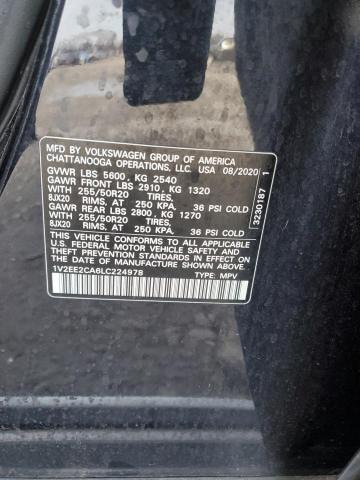 MFD BY VOLKSWAGEN GROUP OF AMERICA
CHATTANOOGA OPERATIONS, LLC. USA 08/2020
GVWR LBS 5600, KG 2540
GAWR FRONT LBS 2910, KG 1320
WITH 255/50R20 TIRES,
8JX20 RIMS, AT 250 KPA. 36 PSI COLD
GAWR REAR LBS 2800, KG 1270
WITH 255/50R20 TIRES,
8JX20 RIMS, AT 250 KPA. 36 PSI COLD
THIS VEHICLE CONFORMS TO ALL APPLICABLE
U.S. FEDERAL MOTOR VEHICLE SAFETY AND
THEFT PREVENTION STANDARDS IN EFFECT ON
THE DATE OF MANUFACTURE SHOWN ABOVE.
1V2EE2CA6LC224978 TYPE: MPV
3230187 1